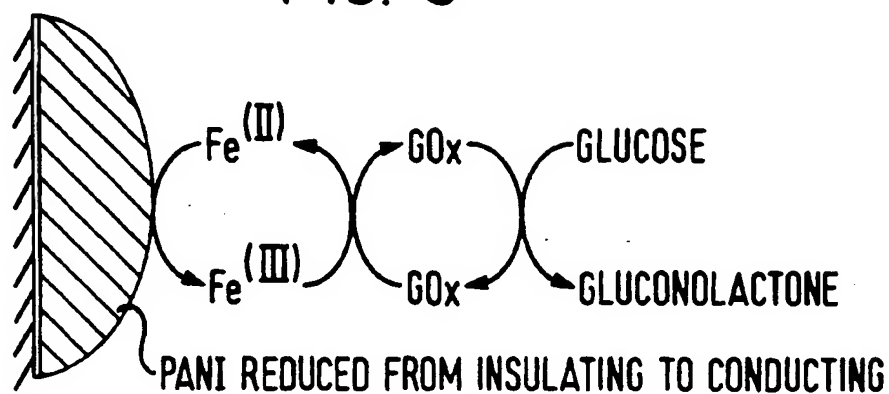 Fe(II) GOx GLUCOSE
Fe(III) GOx GLUCONOLACTONE
PANI REDUCED FROM INSULATING TO CONDUCTING